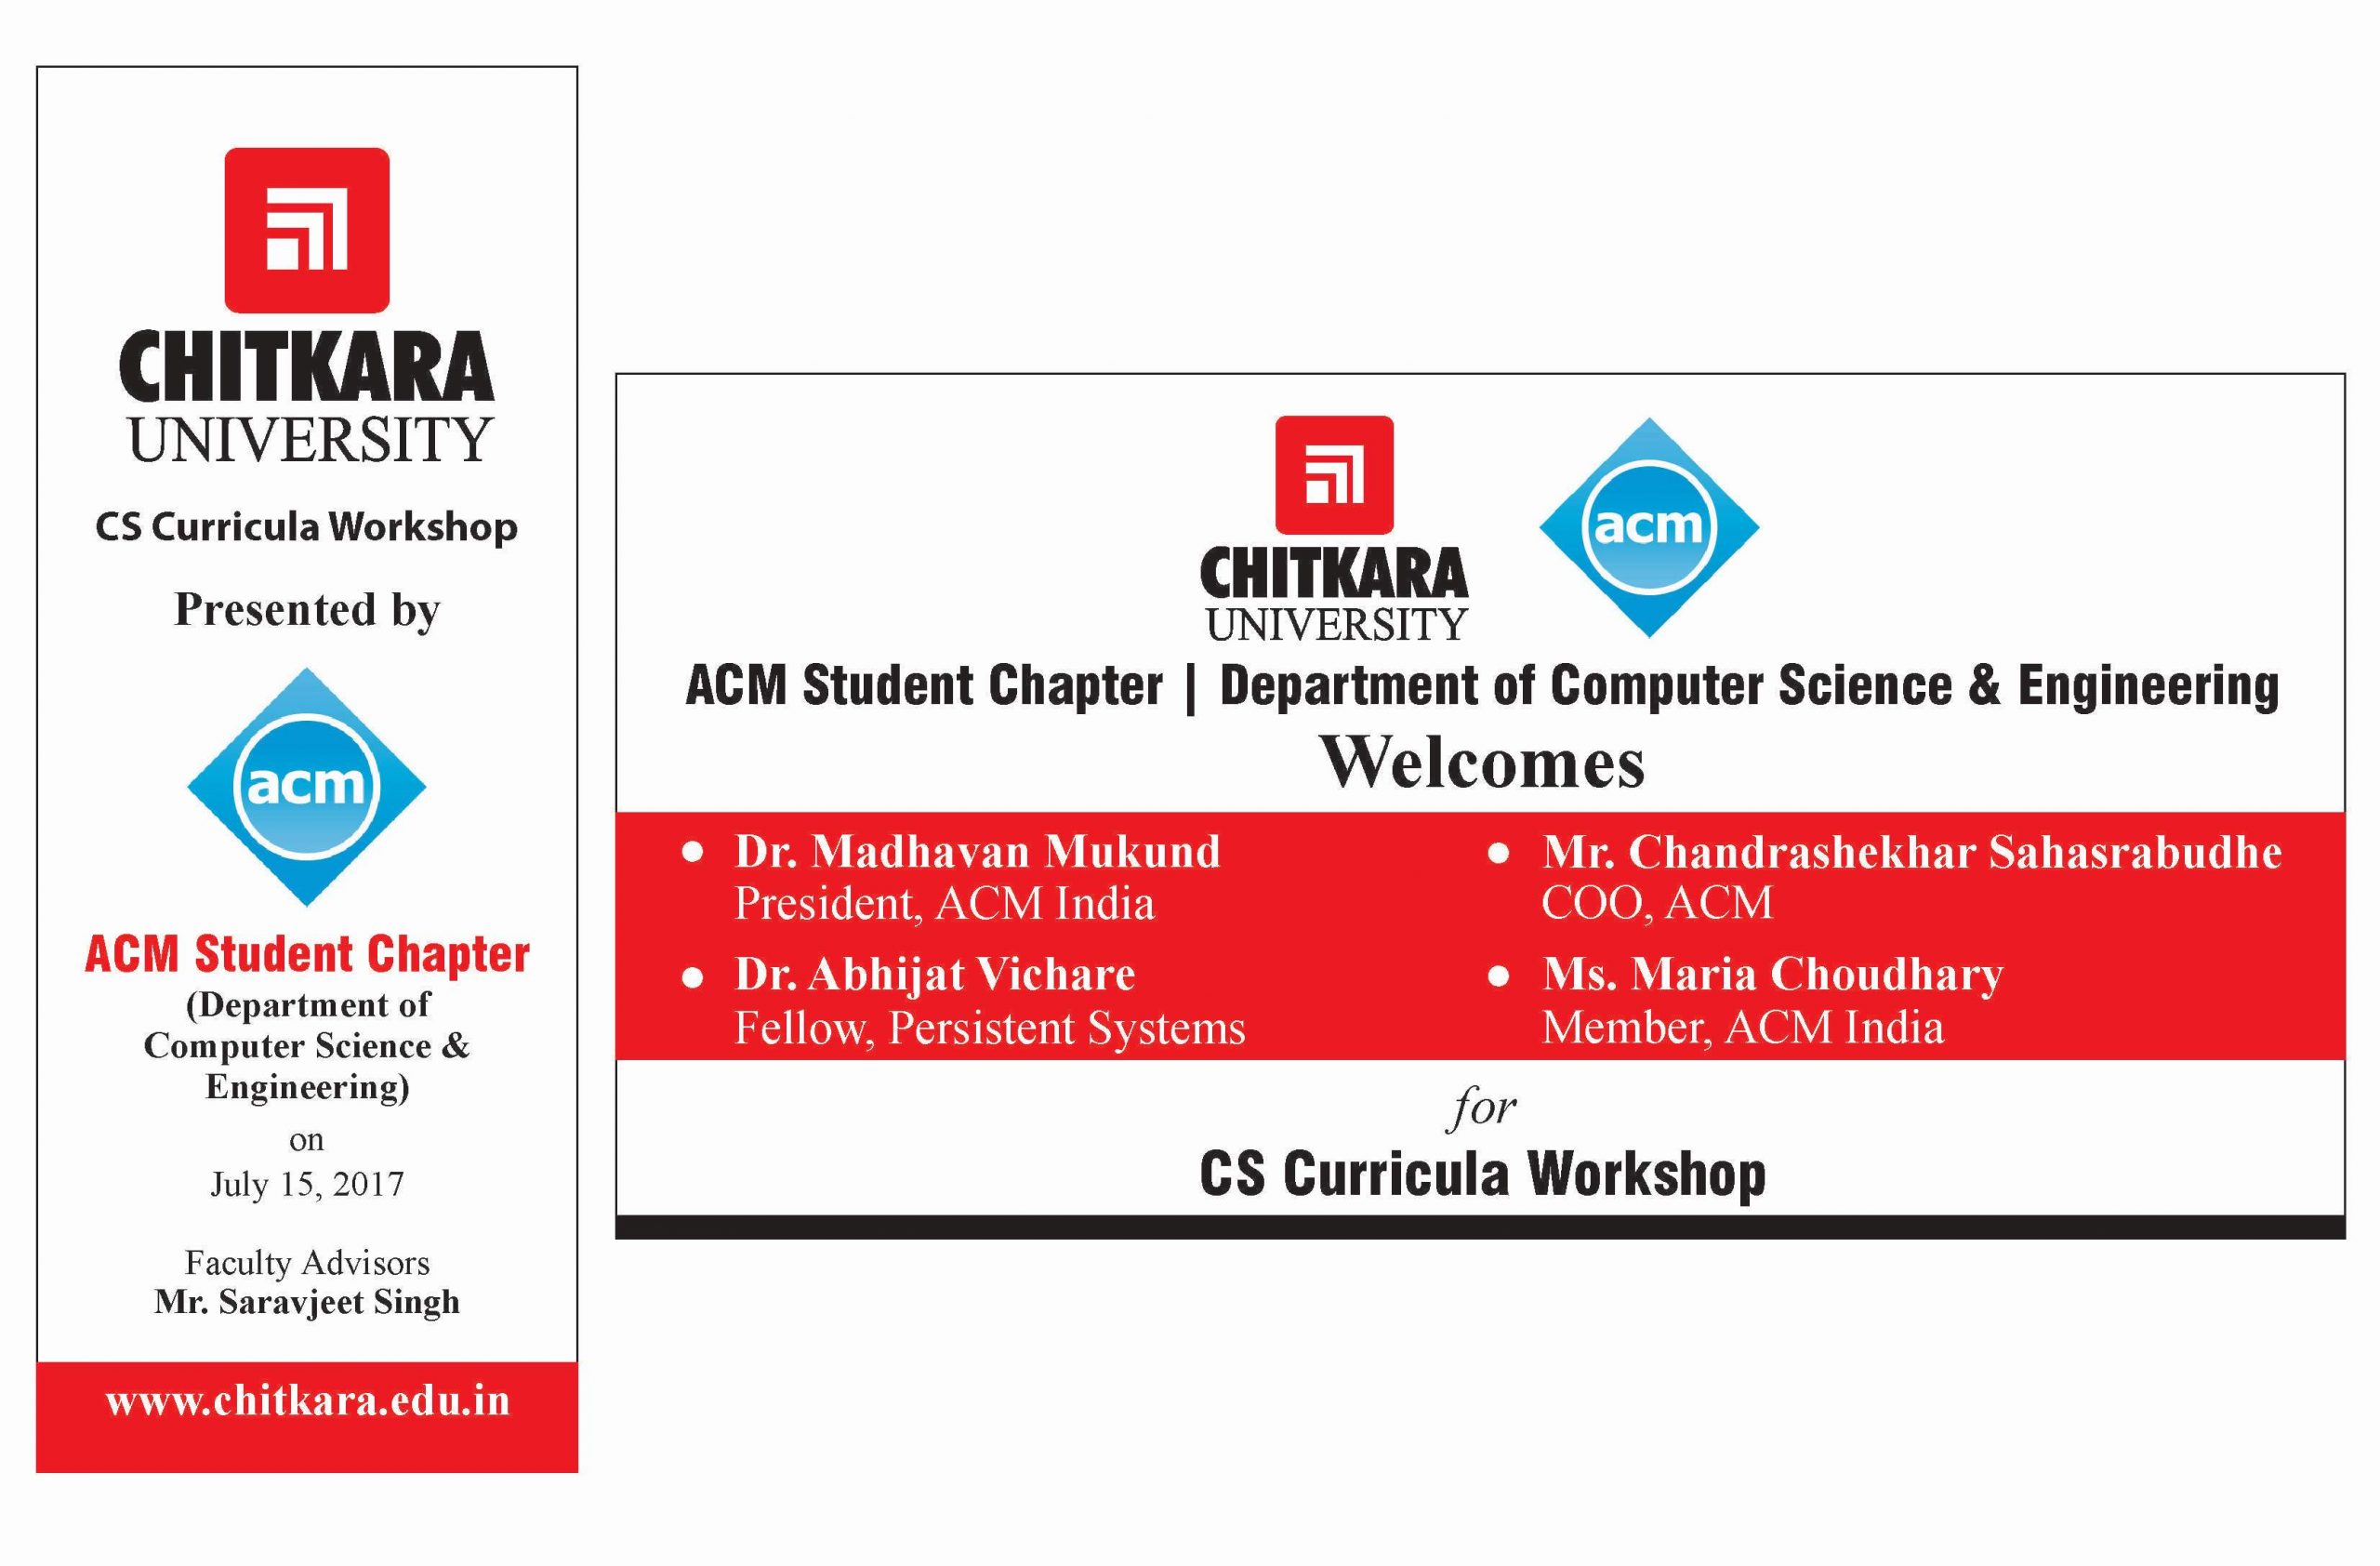 CHITKARA
UNIVERSITY
CS Curricula Workshop
Presented by
acm
ACM Student Chapter
(Department of
Computer Science &
Engineering)
on
July 15, 2017
Faculty Advisors
Mr. Saravjeet Singh
www.chitkara.edu.in
CHITKARA
UNIVERSITY
acm
ACM Student Chapter | Department of Computer Science & Engineering
Welcomes
• Dr. Madhavan Mukund
President, ACM India
• Dr. Abhijat Vichare
Fellow, Persistent Systems
• Mr. Chandrashekhar Sahasrabudhe
COO, ACM
• Ms. Maria Choudhary
Member, ACM India
for
CS Curricula Workshop